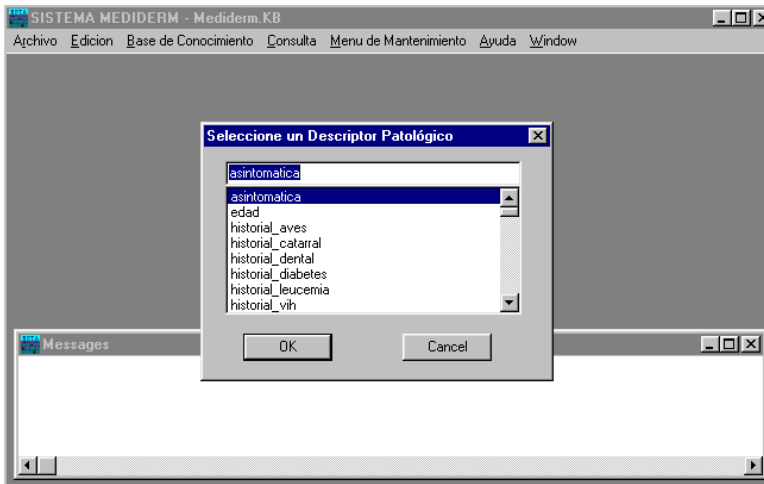 SISTEMA MEDIDERM - Mediderm.KB
Archivo Edicion Base de Conocimiento Consulta Menu de Mantenimiento Ayuda Window
Seleccione un Descriptor Patológico
asintomatica
asintomatica
edad
historial_aves
historial_catarral
historial_dental
historial_diabetes
historial_leucemia
historial_vih
OK Cancel
Messages